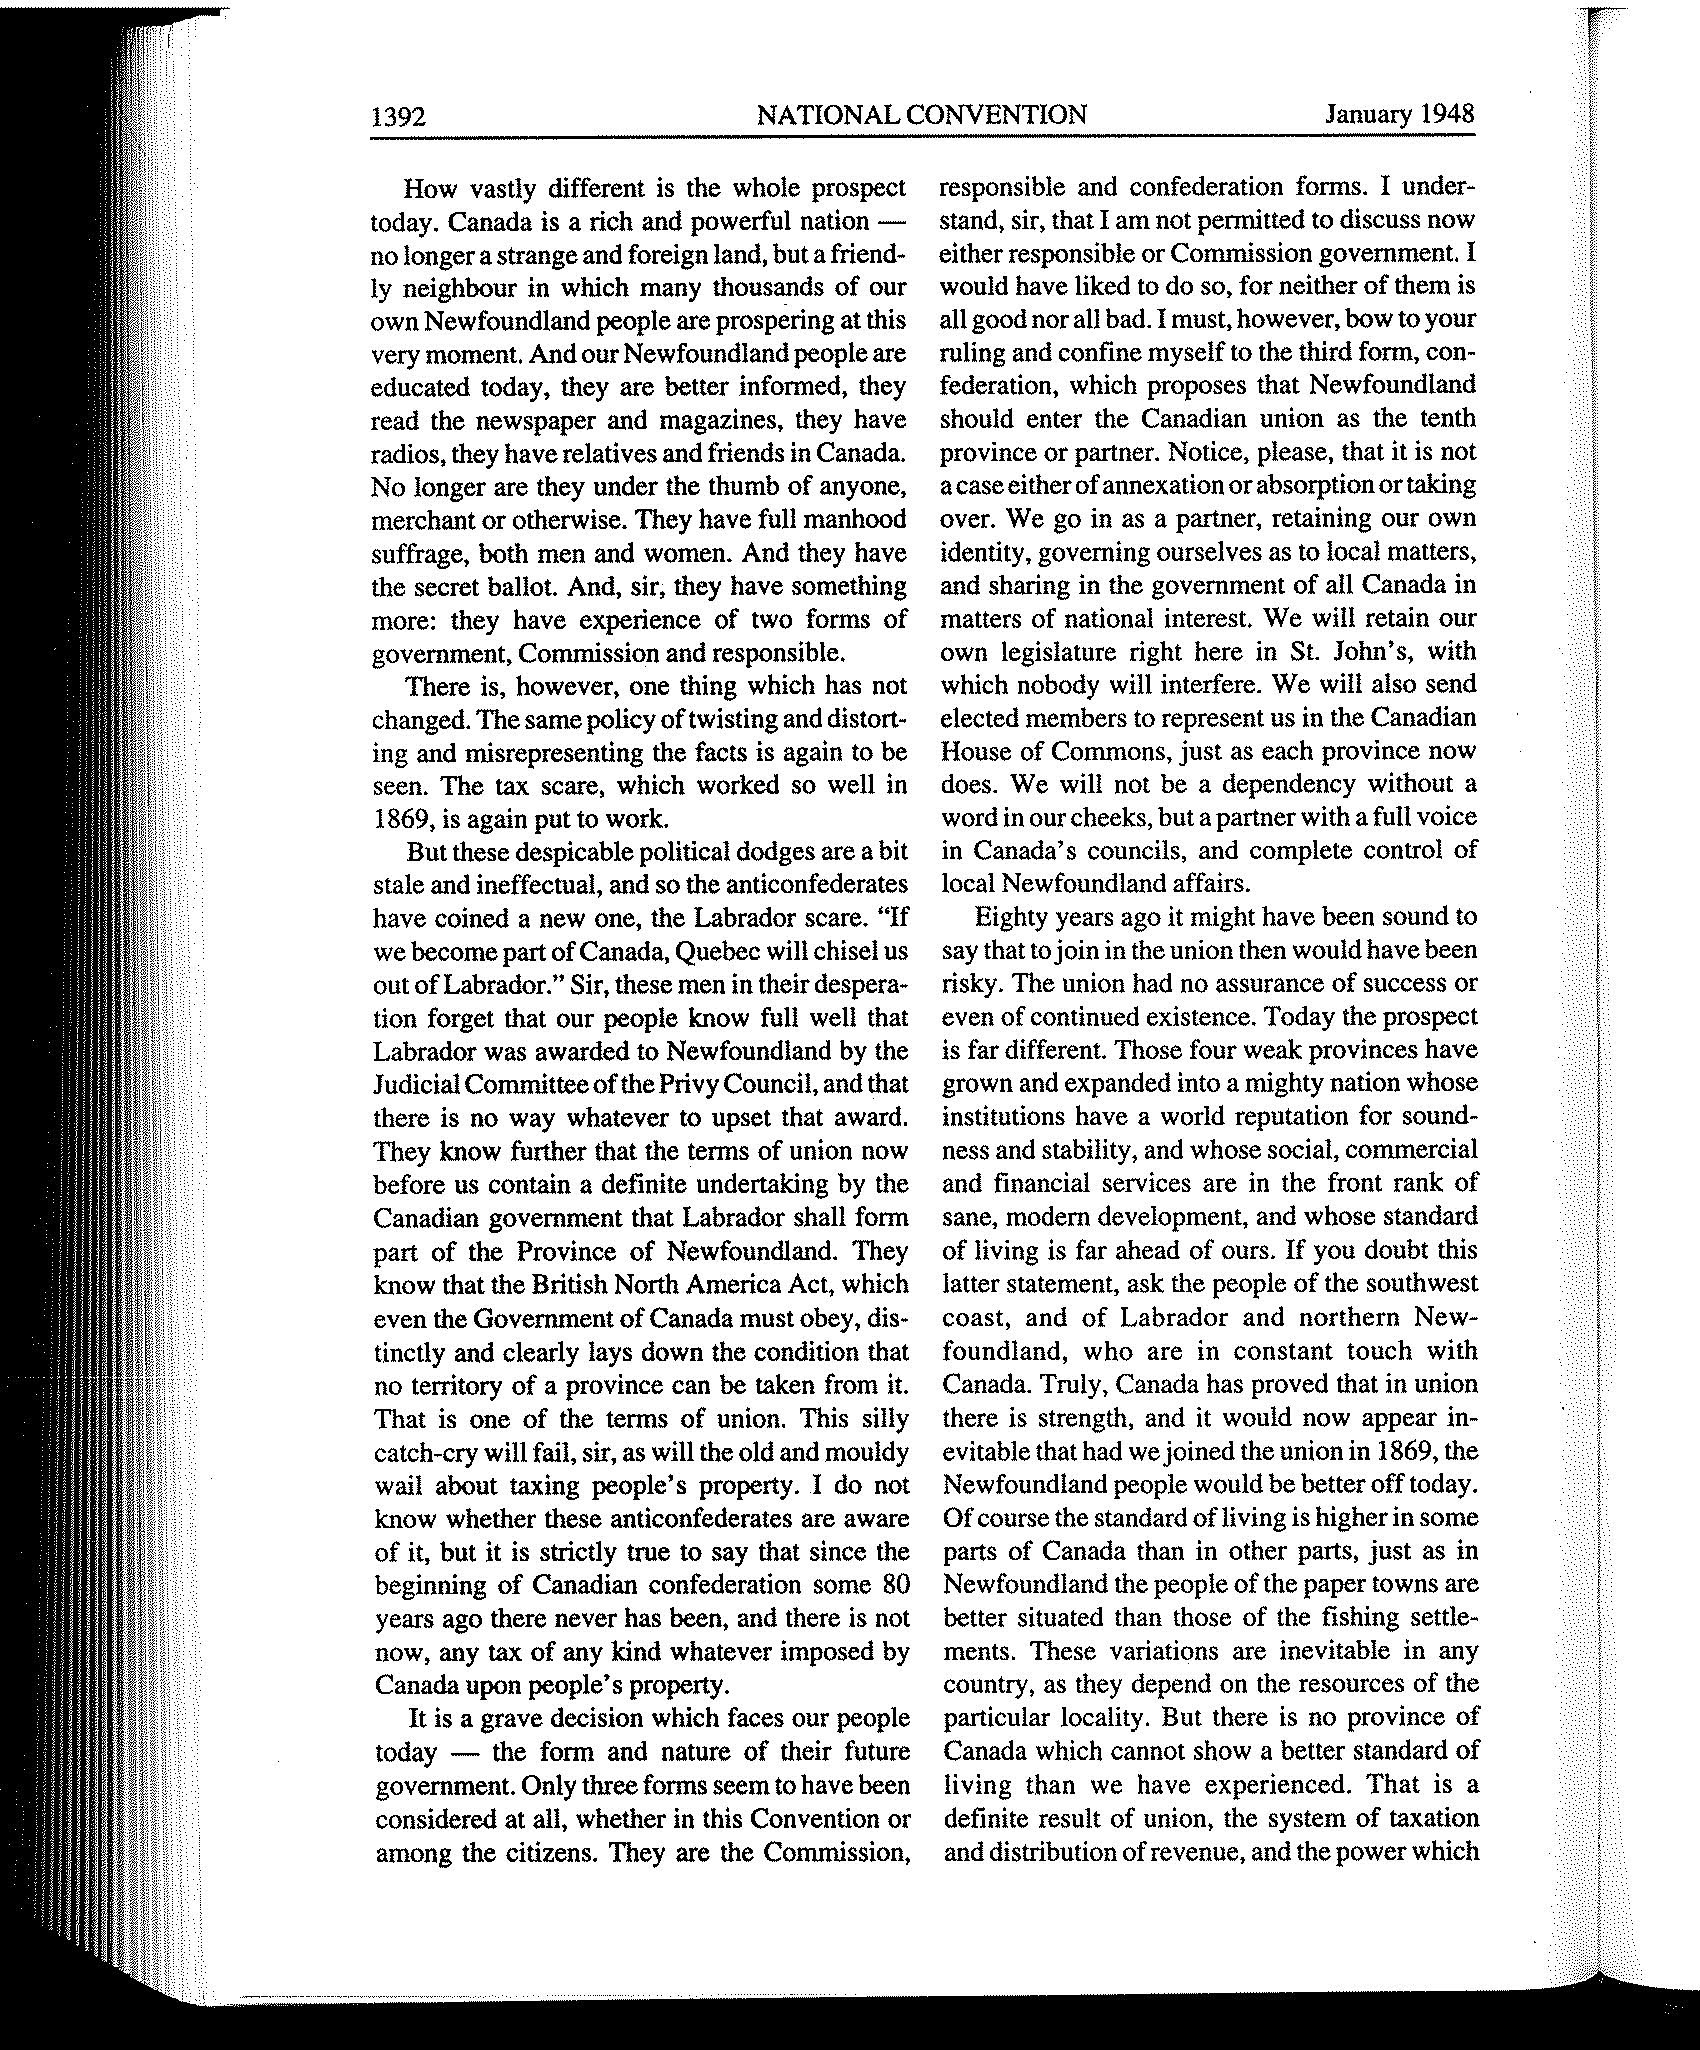 1392 NATIONAL CONVENTION January 1948
How vastly different is the whole prospect
today. Canada is a rich and powerful nation —
no longer a strange and foreign land, but a friend-
ly neighbour in which many thousands of our
own Newfoundland people are prospering at this
very moment. And our Newfoundland people are
educated today, they are better informed, they
read the newspaper and magazines, they have
radios, they have relatives and friends in Canada.
No longer are they under the thumb of anyone,
merchant or otherwise. They have full manhood
suffrage, both men and women. And they have
the secret ballot. And, sir, they have something
more: they have experience of two forms of
government, Commission and responsible.
There is, however, one thing which has not
changed. The same policy of twisting and distort-
ing and misrepresenting the facts is again to be
seen. The tax scare, which worked so well in
1869, is again put to work.
But these despicable political dodges are a bit
stale and ineffectual, and so the anticonfederates
have coined a new one, the Labrador scare. “If
we become part of Canada, Quebec will chisel us
out of Labrador.” Sir, these men in their despera-
tion forget that our people know full well that
Labrador was awarded to Newfoundland by the
Judicial Committee of the Privy Council, and that
there is no way whatever to upset that award.
They know further that the terms of union now
before us contain a definite undertaking by the
Canadian government that Labrador shall form
part of the Province of Newfoundland. They
know that the British North America Act, which
even the Government of Canada must obey, dis-
tinctly and clearly lays down the condition that
no territory of a province can be taken from it.
That is one of the terms of union. This silly
catch-cry will fail, sir, as will the old and mouldy
wail about taxing people's property. I do not
know whether these anticonfederates are aware
of it, but it is strictly true to say that since the
beginning of Canadian confederation some 80
years ago there never has been, and there is not
now, any tax of any kind whatever imposed by
Canada upon people's property.
It is a grave decision which faces our people
today — the form and nature of their future
government. Only three forms seem to have been
considered at all, whether in this Convention or
among the citizens. They are the Commission,
responsible and confederation forms. I under-
stand, sir, that I am not permitted to discuss now
either responsible or Commission government. I
would have liked to do so, for neither of them is
all good nor all bad. I must, however, bow to your
ruling and confine myself to the third form, con-
federation, which proposes that Newfoundland
should enter the Canadian union as the tenth
province or partner. Notice, please, that it is not
a case either of annexation or absorption or taking
over. We go in as a partner, retaining our own
identity, governing ourselves as to local matters,
and sharing in the government of all Canada in
matters of national interest. We will retain our
own legislature right here in St. John's, with
which nobody will interfere. We will also send
elected members to represent us in the Canadian
House of Commons, just as each province now
does. We will not be a dependency without a
word in our cheeks, but a partner with a full voice
in Canada's councils, and complete control of
local Newfoundland affairs.
Eighty years ago it might have been sound to
say that to join in the union then would have been
risky. The union had no assurance of success or
even of continued existence. Today the prospect
is far different. Those four weak provinces have
grown and expanded into a mighty nation whose
institutions have a world reputation for sound-
ness and stability, and whose social, commercial
and financial services are in the front rank of
sane, modern development, and whose standard
of living is far ahead of ours. If you doubt this
latter statement, ask the people of the southwest
coast, and of Labrador and northern New-
foundland, who are in constant touch with
Canada. Truly, Canada has proved that in union
there is strength, and it would now appear in-
evitable that had we joined the union in 1869, the
Newfoundland people would be better off today.
Of course the standard of living is higher in some
parts of Canada than in other parts, just as in
Newfoundland the people of the paper towns are
better situated than those of the fishing settle-
ments. These variations are inevitable in any
country, as they depend on the resources of the
particular locality. But there is no province of
Canada which cannot show a better standard of
living than we have experienced. That is a
definite result of union, the system of taxation
and distribution of revenue, and the power which